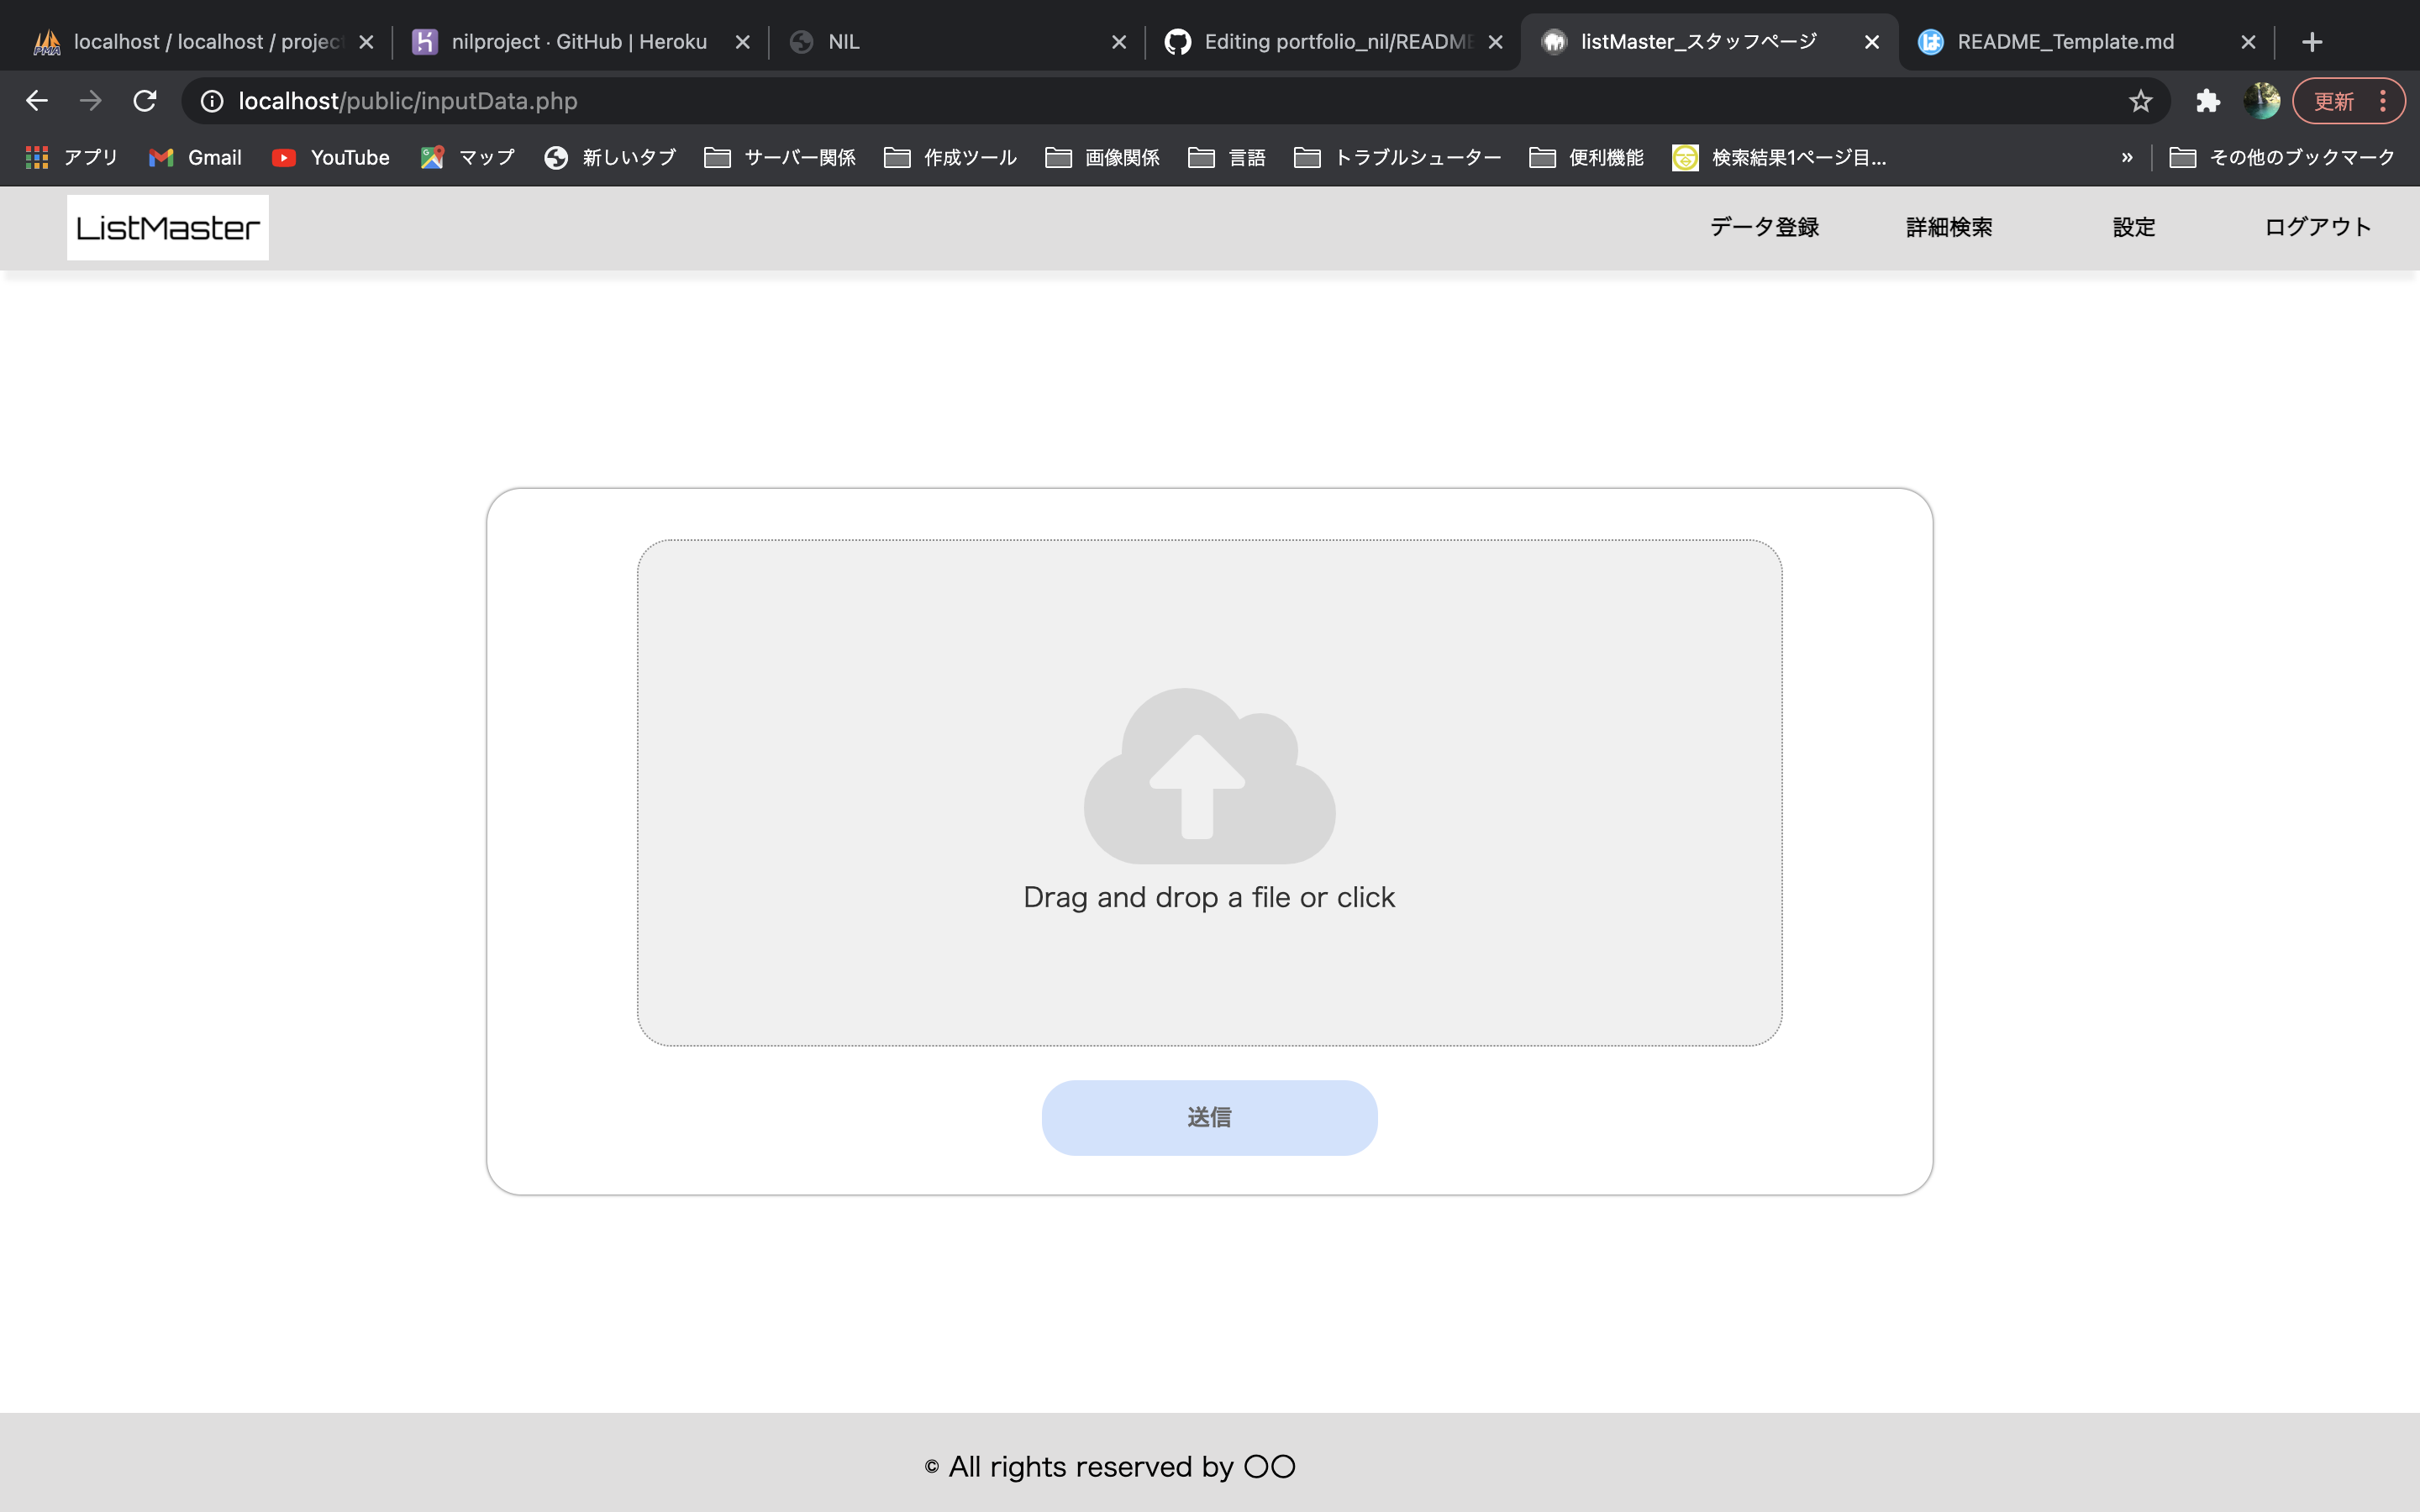 localhost / localhost / project
nilproject · GitHub | Heroku
NIL
Editing portfolio_nil/README
listMaster_スタッフページ
README_Template.md
localhost/public/inputData.php
更新
アプリ
Gmail
YouTube
マップ
新しいタブ
サーバー関係
作成ツール
画像関係
言語
トラブルシューター
便利機能
検索結果1ページ目...
»
その他のブックマーク
ListMaster
データ登録
詳細検索
設定
ログアウト
Drag and drop a file or click
送信
© All rights reserved by 〇〇